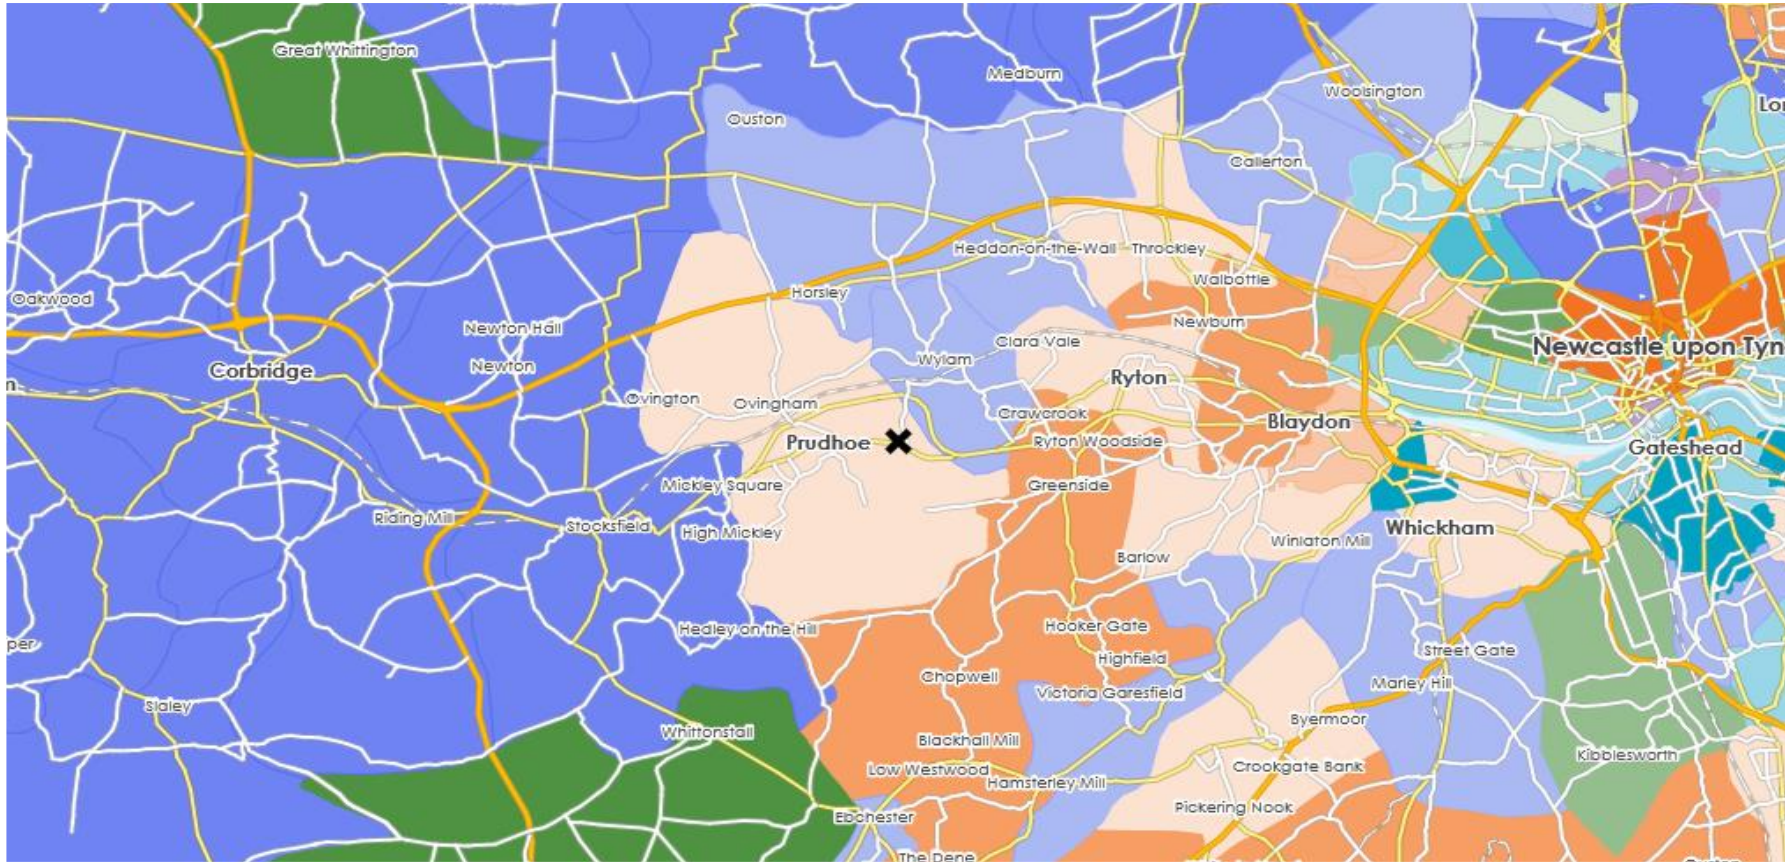 Great Whittington
Medburn
Woolsington
Lo
Ouston
Callerton
Heddon-on-the-Wall
Throckley
Walbottle
Oakwood
Horsley
Newton Hall
Newburn
Clara Vale
Newcastle upon Tyn
Corbridge
Newton
Wylam
Ryton
Ovington
Ovingham
Crawcrook
Blaydon
Prudhoe
Ryton Woodside
Gateshead
Mickley Square
Greenside
Riding Mill
Stocksfield
High Mickley
Whickham
Winlaton Mill
Barlow
Hedley on the Hill
Hooker Gate
per
Highfield
Street Gate
Chopwell
Victoria Garesfield
Marley Hill
Slaley
Byermoor
Whittonstall
Blackhall Mill
Kibblesworth
Low Westwood
Crookgate Bank
Hamsterley Mill
Pickering Nook
Ebchester
The Dene